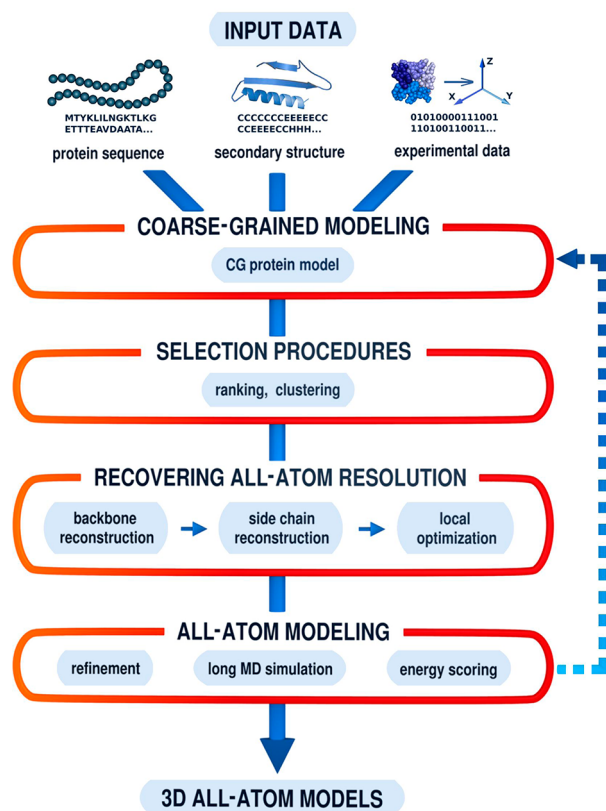 INPUT DATA
MTYKLILNGKTLKG
ETTTEAVDAATA...
protein sequence
CCCCCCCEEEEECC
CCEEEECCHHH...
secondary structure
Z
X
Y
01010000111001
110100110011...
experimental data
COARSE-GRAINED MODELING
CG protein model
SELECTION PROCEDURES
ranking, clustering
RECOVERING ALL-ATOM RESOLUTION
backbone
reconstruction
side chain
reconstruction
local
optimization
ALL-ATOM MODELING
refinement
long MD simulation
energy scoring
3D ALL-ATOM MODELS